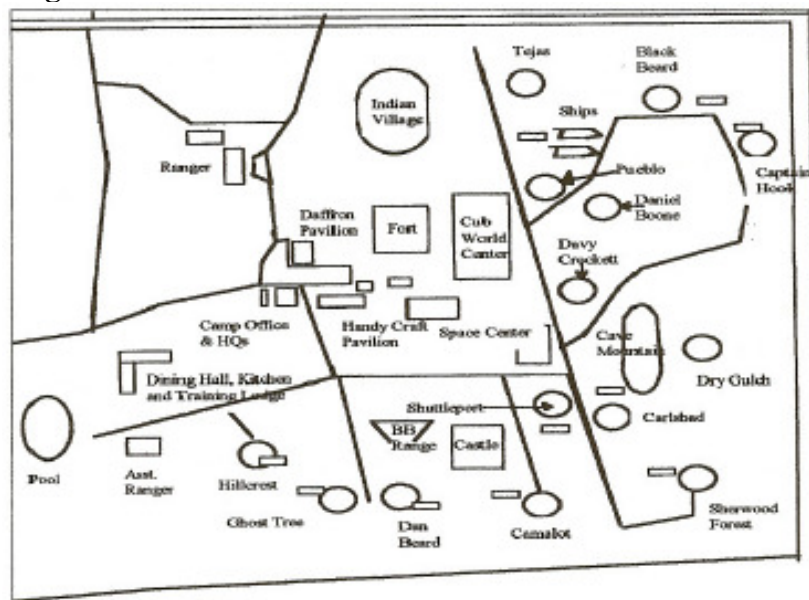 Tejas
Black
Beard
Indian
Village
Ships
Ranger
Captain
Hook
Pueblo
Daffron
Pavilion
Fort
Cub
World
Center
Daniel
Boone
Davy
Crockett
Camp Office
& HQs
Handy Craft
Pavilion
Space Center
Cave
Mountain
Dining Hall, Kitchen
and Training Lodge
Dry Gulch
Shuttleport
Carlsbad
BB
Range
Castle
Pool
Asst.
Ranger
Hillcrest
Ghost Tree
Dan
Beard
Camalot
Sherwood
Forest